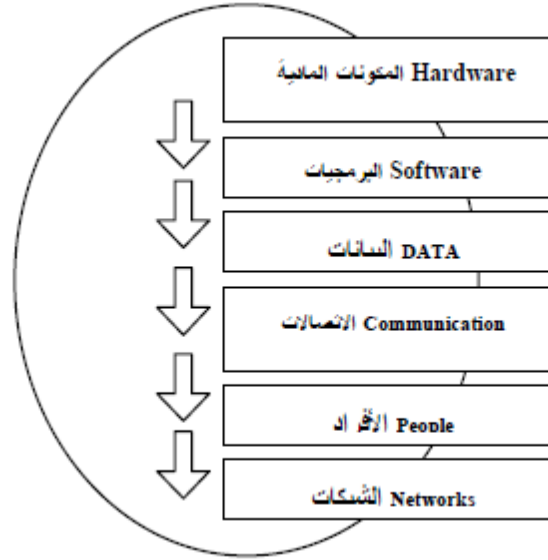 المكونات المادية Hardware
البرمجيات Software
البيانات DATA
الاتصالات Communication
الأفراد People
الشبكات Networks